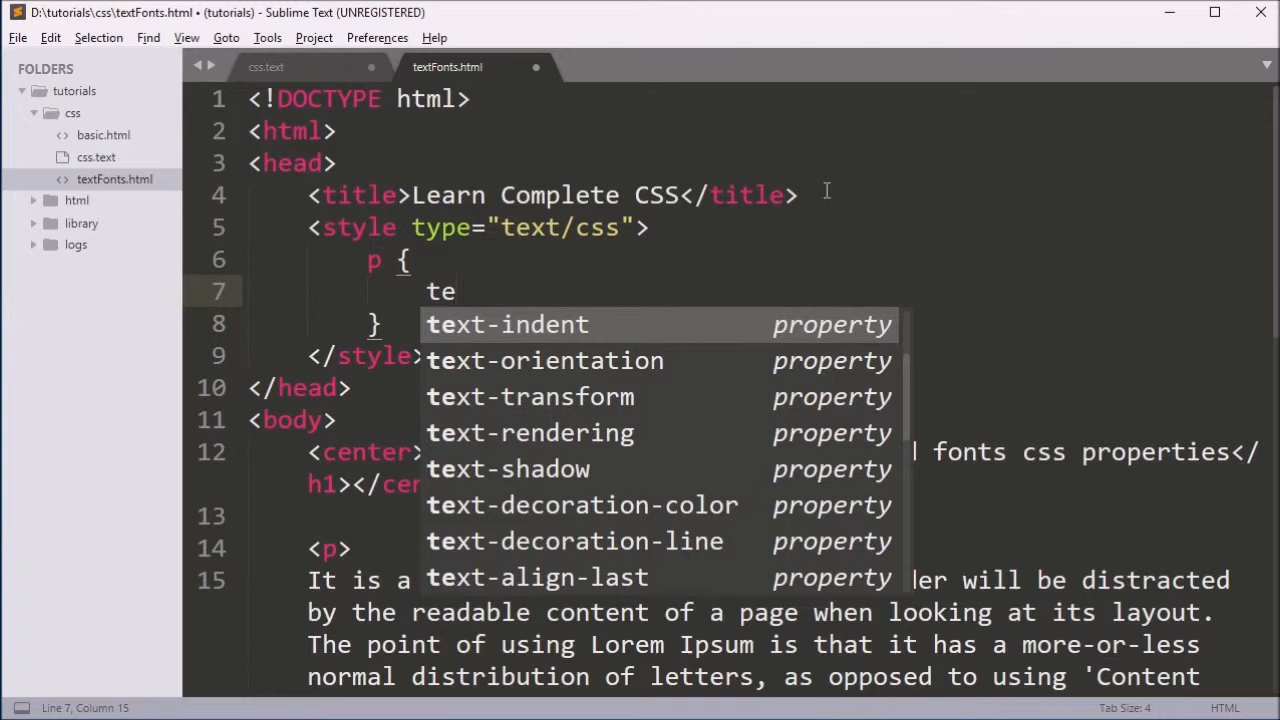 D:\tutorials\css\textFonts.html • (tutorials) - Sublime Text (UNREGISTERED)
File Edit Selection Find View Goto Tools Project Preferences Help
FOLDERS
tutorials
css
basic.html
css.text
textFonts.html
html
library
logs
css.text textFonts.html
1 <!DOCTYPE html>
2 <html>
3 <head>
4 <title>Learn Complete CSS</title>
5 <style type="text/css">
6 p {
7 te
text-indent property
8 }
text-orientation property
9 </style>
text-transform property
10 </head>
text-rendering property
11 <body>
12 <center> fonts css properties</
text-shadow property
h1></cen
text-decoration-color property
13
text-decoration-line property
14 <p>
text-align-last property
15 It is a der will be distracted
by the readable content of a page when looking at its layout.
The point of using Lorem Ipsum is that it has a more-or-less
normal distribution of letters, as opposed to using 'Content
Line 7, Column 15 Tab Size: 4 HTML